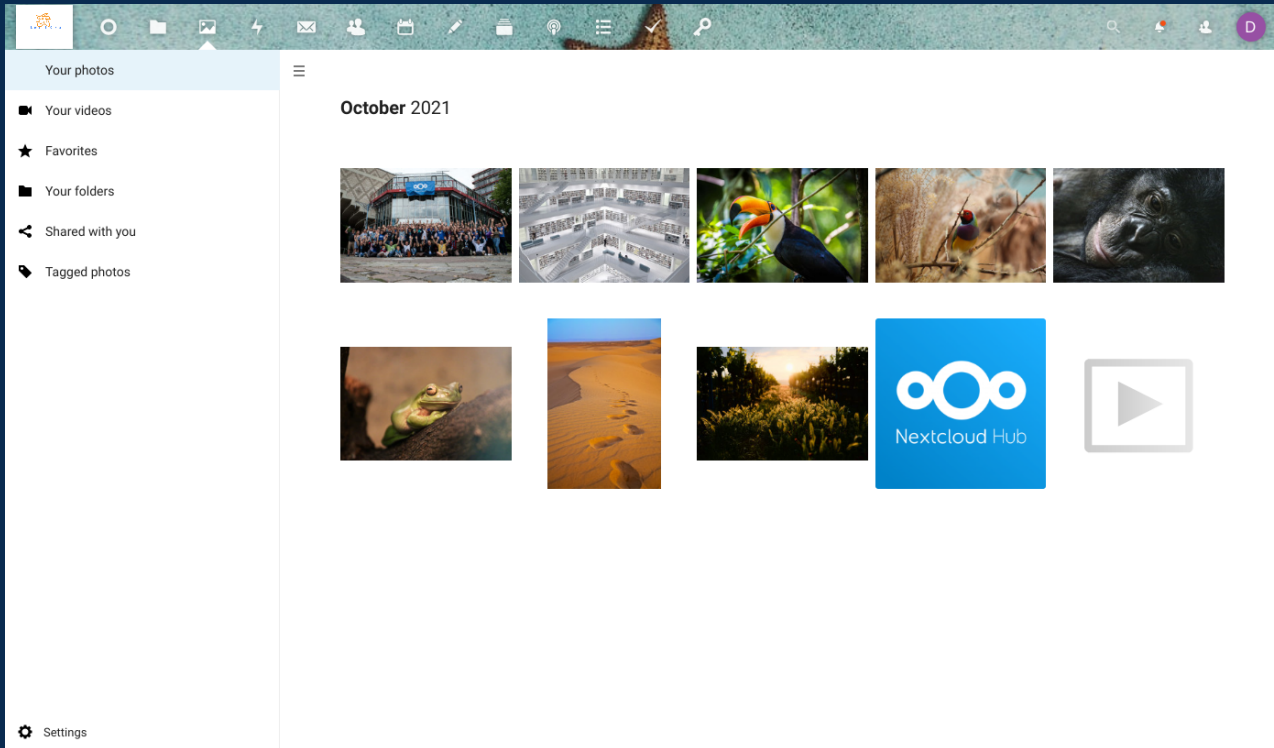 D
Your photos
Your videos
Favorites
Your folders
Shared with you
Tagged photos
Settings
October 2021
Nextcloud Hub